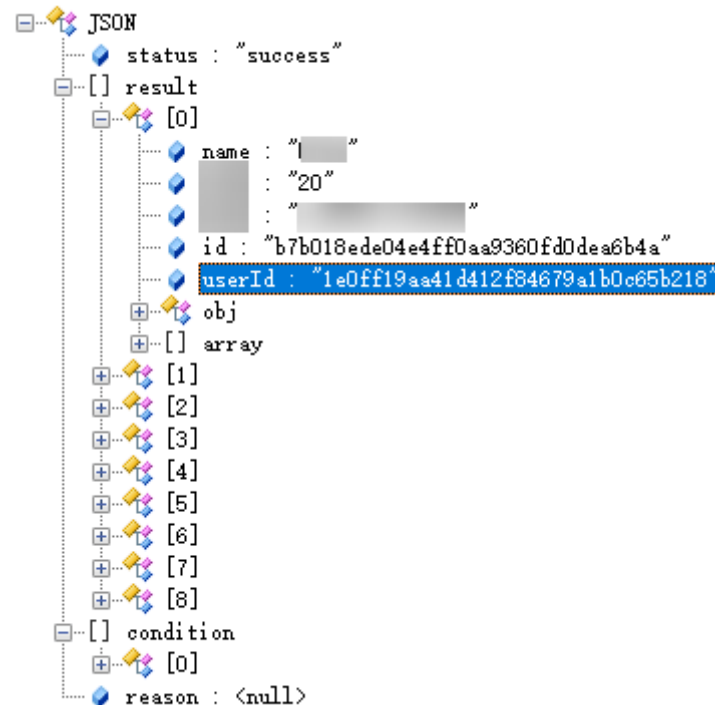 JSON
status : "success"
[] result
[0]
name : " "
: "20"
: " "
id : "b7b018ede04e4ff0aa9360fd0dea6b4a"
userId : "1e0ff19aa41d412f84679a1b0c65b218"
obj
[] array
[1]
[2]
[3]
[4]
[5]
[6]
[7]
[8]
[] condition
[0]
reason : <null>